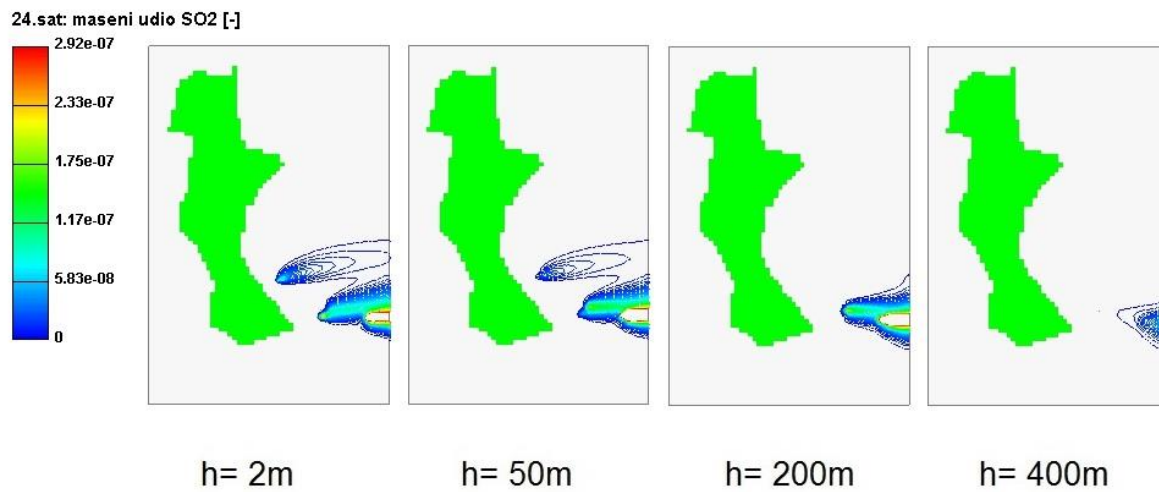 24.sat: maseni udio SO2 [-]
2.92e-07
2.33e-07
1.75e-07
1.17e-07
5.83e-08
0
h= 2m
h= 50m
h= 200m
h= 400m